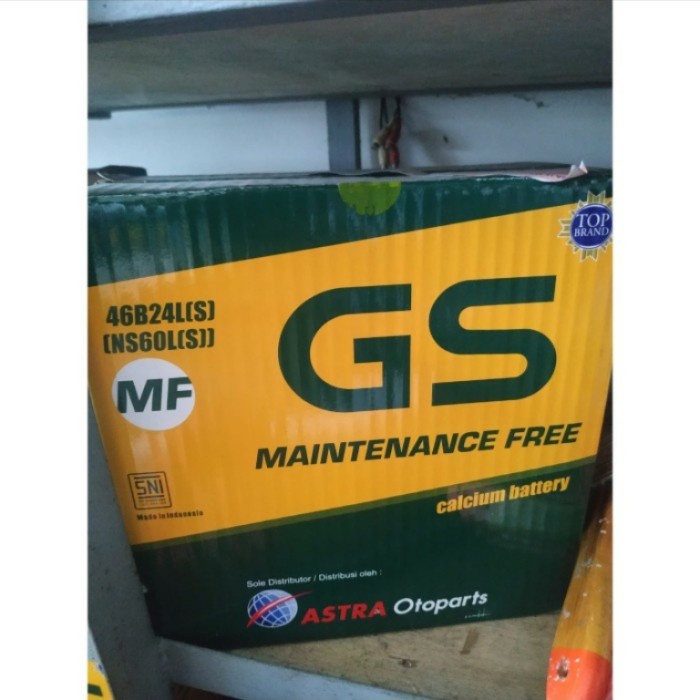 TOP
BRAND
46B24L(S)
(NS60L(S))
MF
GS
MAINTENANCE FREE
calcium battery
SNI
Made in Indonesia
Sole Distributor / Distribusi oleh :
ASTRA Otoparts